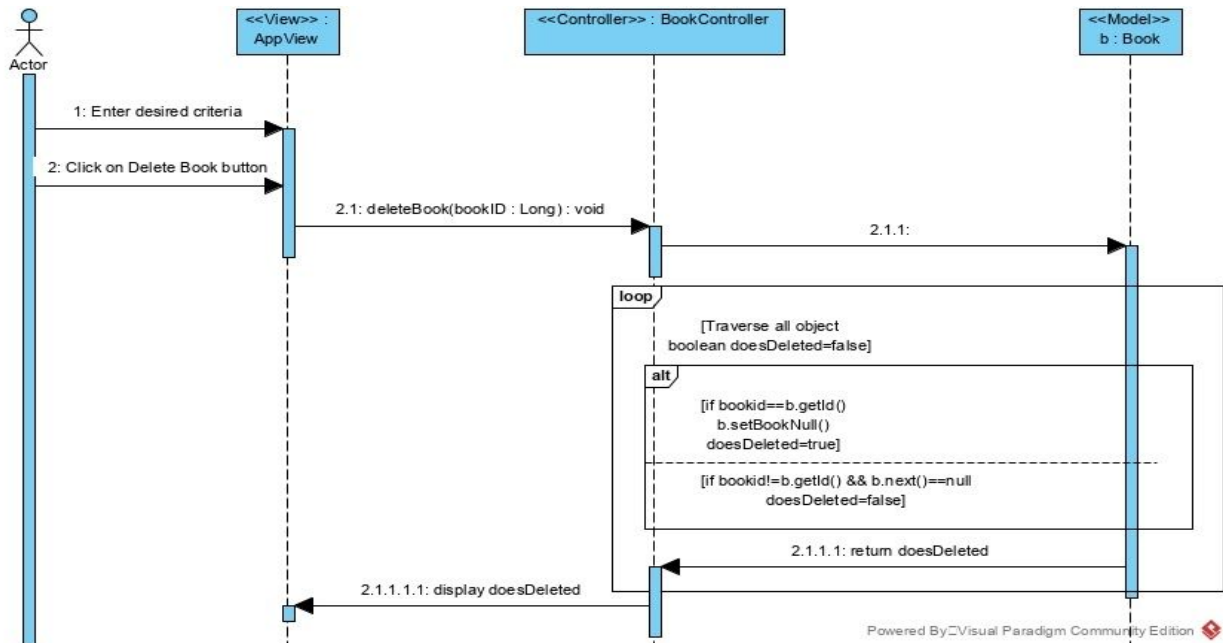 <<View>> :
AppView
<<Controller>> : BookController
<<Model>>
b : Book
Actor
1: Enter desired criteria
2: Click on Delete Book button
2.1: deleteBook(bookID : Long) : void
2.1.1:
loop
[Traverse all object
boolean doesDeleted=false]
alt
[if bookid==b.getId()
b.setBookNull()
doesDeleted=true]
[if bookid!=b.getId() && b.next()==null
doesDeleted=false]
2.1.1.1: return doesDeleted
2.1.1.1.1: display doesDeleted
Powered By Visual Paradigm Community Edition